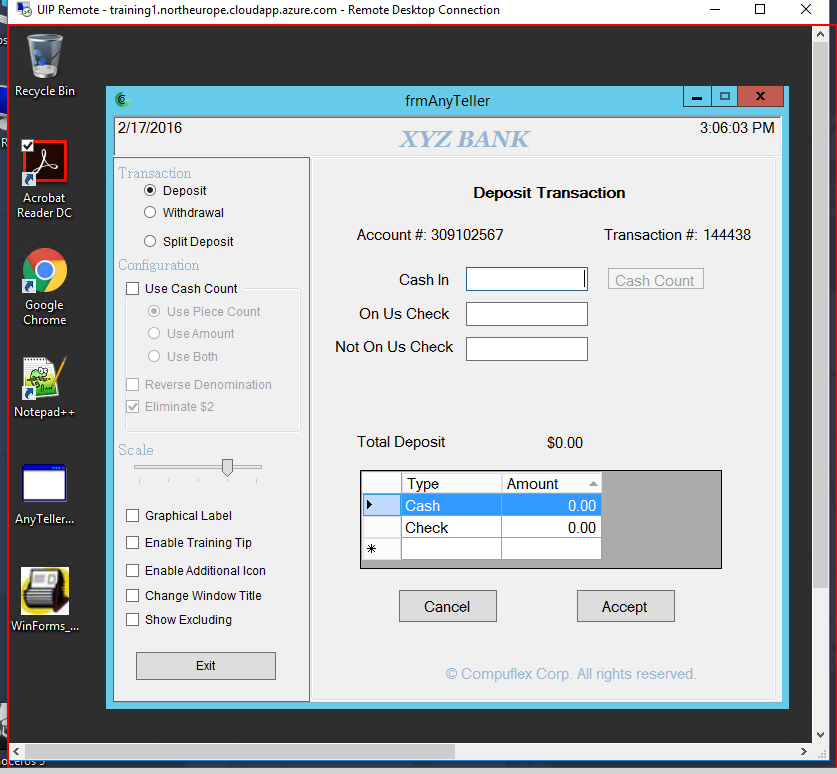 UIP Remote - training1.northeurope.cloudapp.azure.com - Remote Desktop Connection
Recycle Bin
Acrobat
Reader DC
Google
Chrome
Notepad++
AnyTeller...
WinForms_...
frmAnyTeller
2/17/2016
XYZ BANK
3:06:03 PM
Transaction
Deposit
Withdrawal
Split Deposit
Configuration
Use Cash Count
Use Piece Count
Use Amount
Use Both
Reverse Denomination
Eliminate $2
Scale
Graphical Label
Enable Training Tip
Enable Additional Icon
Change Window Title
Show Excluding
Exit
Deposit Transaction
Account #: 309102567 Transaction #: 144438
Cash In Cash Count
On Us Check
Not On Us Check
Total Deposit $0.00
Type Amount
Cash 0.00
Check 0.00
Cancel Accept
© Compuflex Corp. All rights reserved.